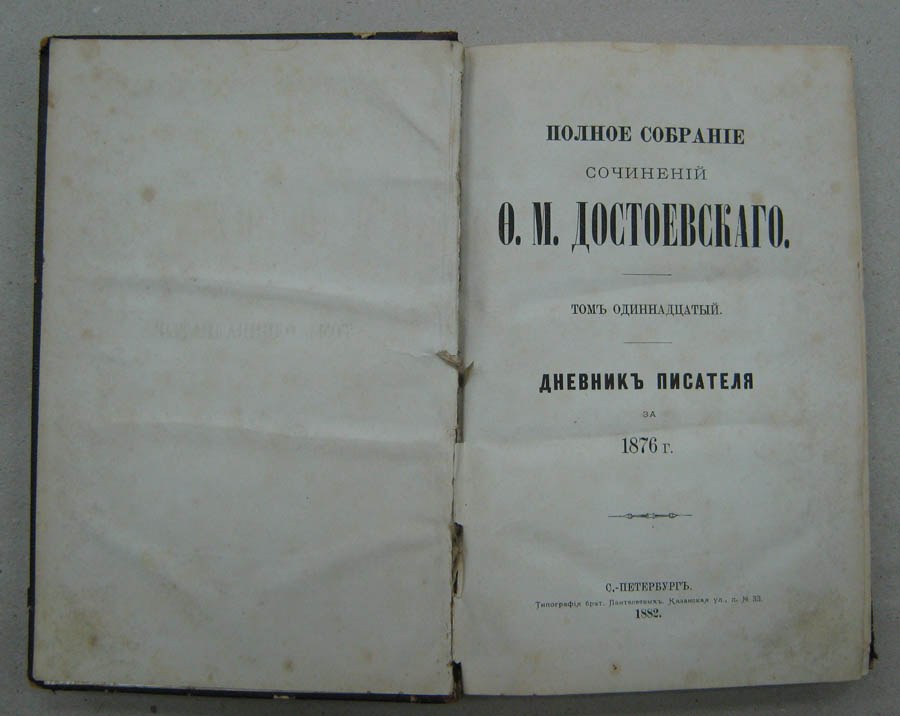 ПОЛНОЕ СОБРАНІЕ
СОЧИНЕНІЙ
Ѳ. М. ДОСТОЕВСКАГО.
ТОМЪ ОДИННАДЦАТЫЙ.
ДНЕВНИКЪ ПИСАТЕЛЯ
ЗА
1876 г.
С.-ПЕТЕРБУРГЪ.
Типографія брат. Пантелеевыхъ. Казанская ул., д. № 33.
1882.